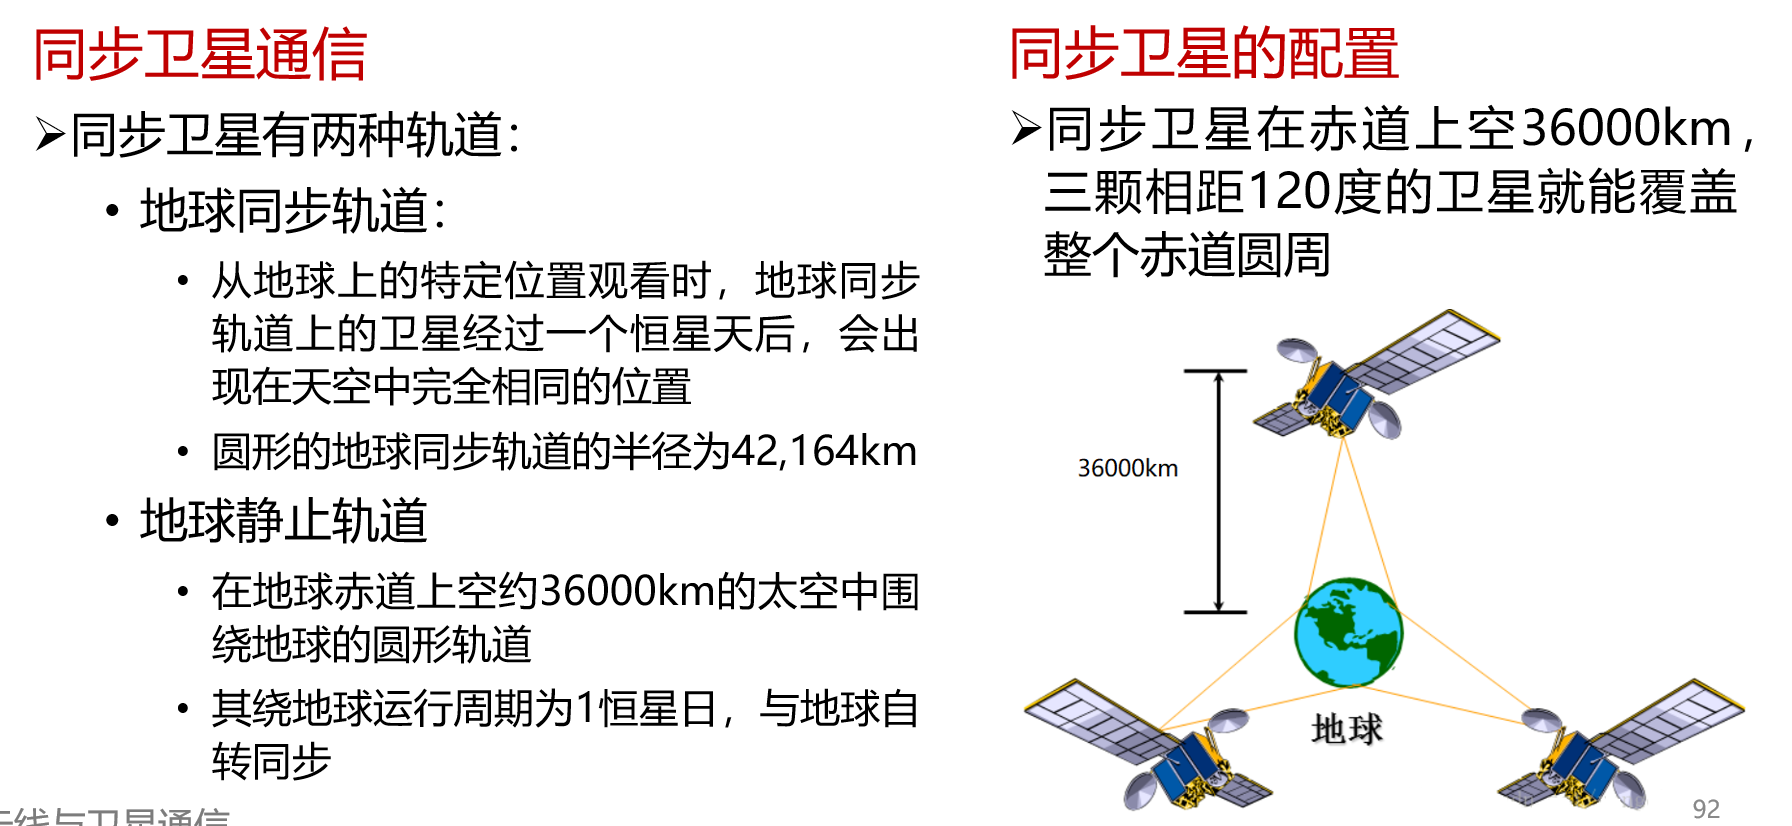 同步卫星通信
➢同步卫星有两种轨道：
• 地球同步轨道：
• 从地球上的特定位置观看时，地球同步
轨道上的卫星经过一个恒星天后，会出
现在天空中完全相同的位置
• 圆形的地球同步轨道的半径为42,164km
• 地球静止轨道
• 在地球赤道上空约36000km的太空中围
绕地球的圆形轨道
• 其绕地球运行周期为1恒星日，与地球自
转同步
线与卫星通信
同步卫星的配置
➢同步卫星在赤道上空36000km，
三颗相距120度的卫星就能覆盖
整个赤道圆周
36000km
地球
92